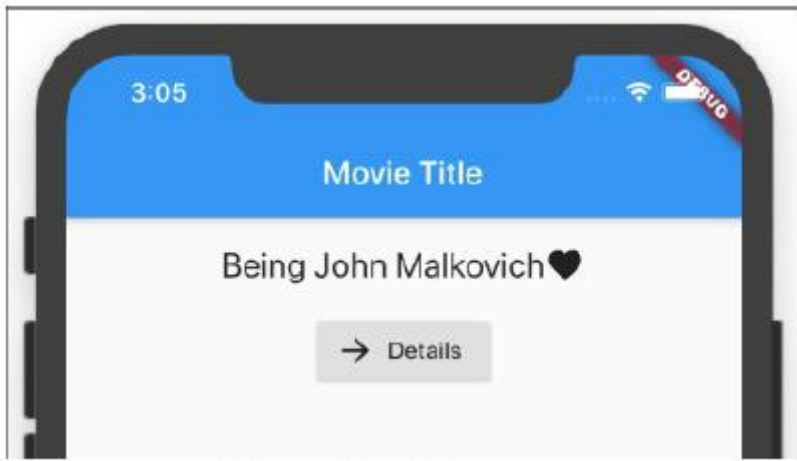 3:05
DEBUG
Movie Title
Being John Malkovich♥
→ Details